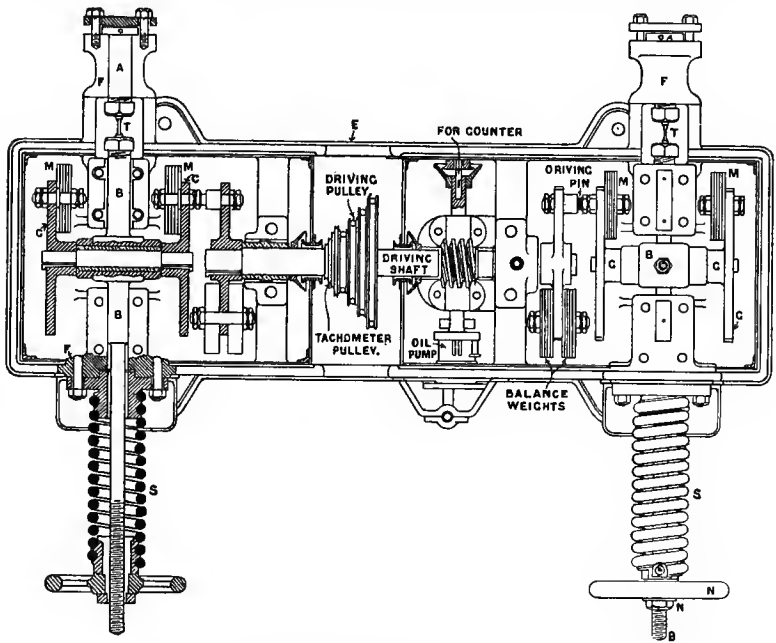 A
A
F
F
T
T
E
FOR COUNTER
M
M
C
DRIVING
PULLEY
DRIVING
PIN
M
M
B
C
DRIVING
SHAFT
C
B
C
B
TACHOMETER
PULLEY.
OIL
PUMP
C
F
BALANCE
WEIGHTS
S
S
N
N
B